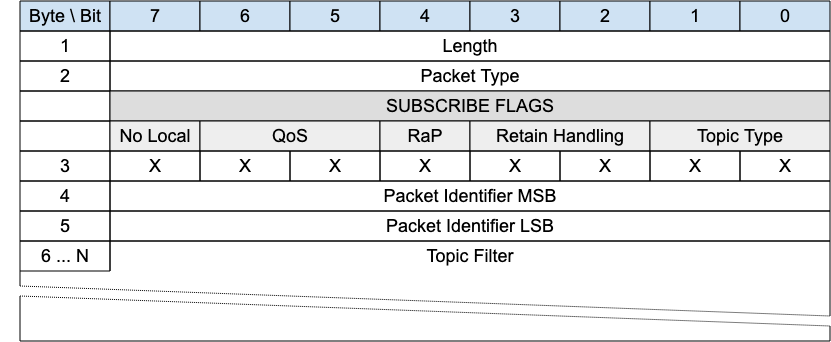 Byte \ Bit 7 6 5 4 3 2 1 0
1 Length
2 Packet Type
SUBSCRIBE FLAGS
No Local QoS RaP Retain Handling Topic Type
3 X X X X X X X X
4 Packet Identifier MSB
5 Packet Identifier LSB
6 ... N Topic Filter